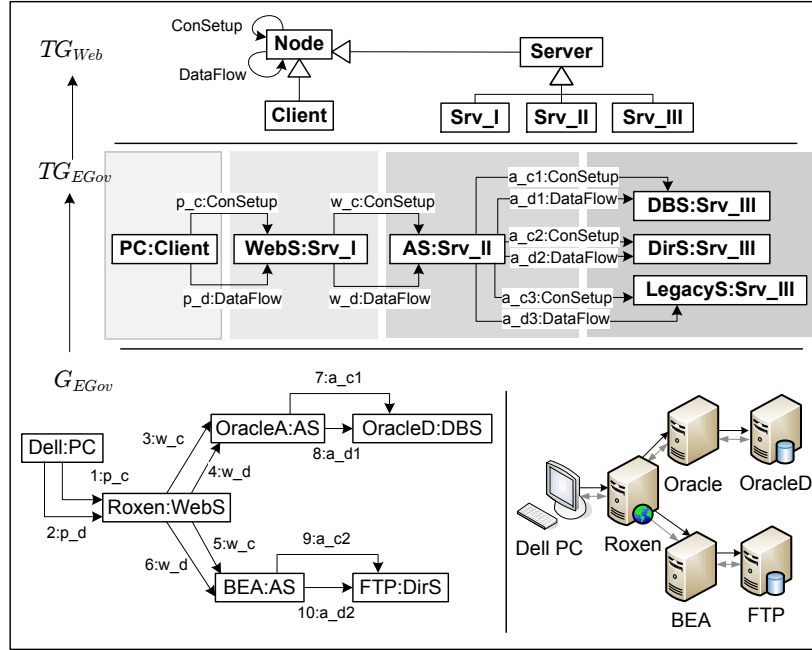 TG_Web
ConSetup
Node
DataFlow
Server
Client
Srv_I
Srv_II
Srv_III
TG_EGov
p_c:ConSetup
w_c:ConSetup
a_c1:ConSetup
a_d1:DataFlow
DBS:Srv_III
PC:Client
WebS:Srv_I
AS:Srv_II
a_c2:ConSetup
a_d2:DataFlow
DirS:Srv_III
p_d:DataFlow
w_d:DataFlow
a_c3:ConSetup
a_d3:DataFlow
LegacyS:Srv_III
G_EGov
Dell:PC
1:p_c
2:p_d
Roxen:WebS
3:w_c
4:w_d
OracleA:AS
7:a_c1
8:a_d1
OracleD:DBS
5:w_c
6:w_d
BEA:AS
9:a_c2
10:a_d2
FTP:DirS
Oracle
OracleD
Dell PC
Roxen
BEA
FTP